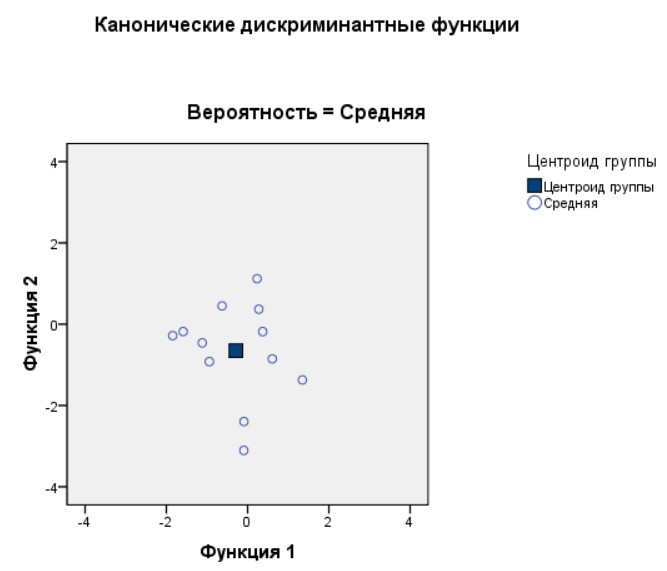 Канонические дискриминантные функции
Вероятность = Средняя
Центроид группы
Центроид группы
Средняя
4
2
0
-2
-4
Функция 2
-4
-2
0
2
4
Функция 1